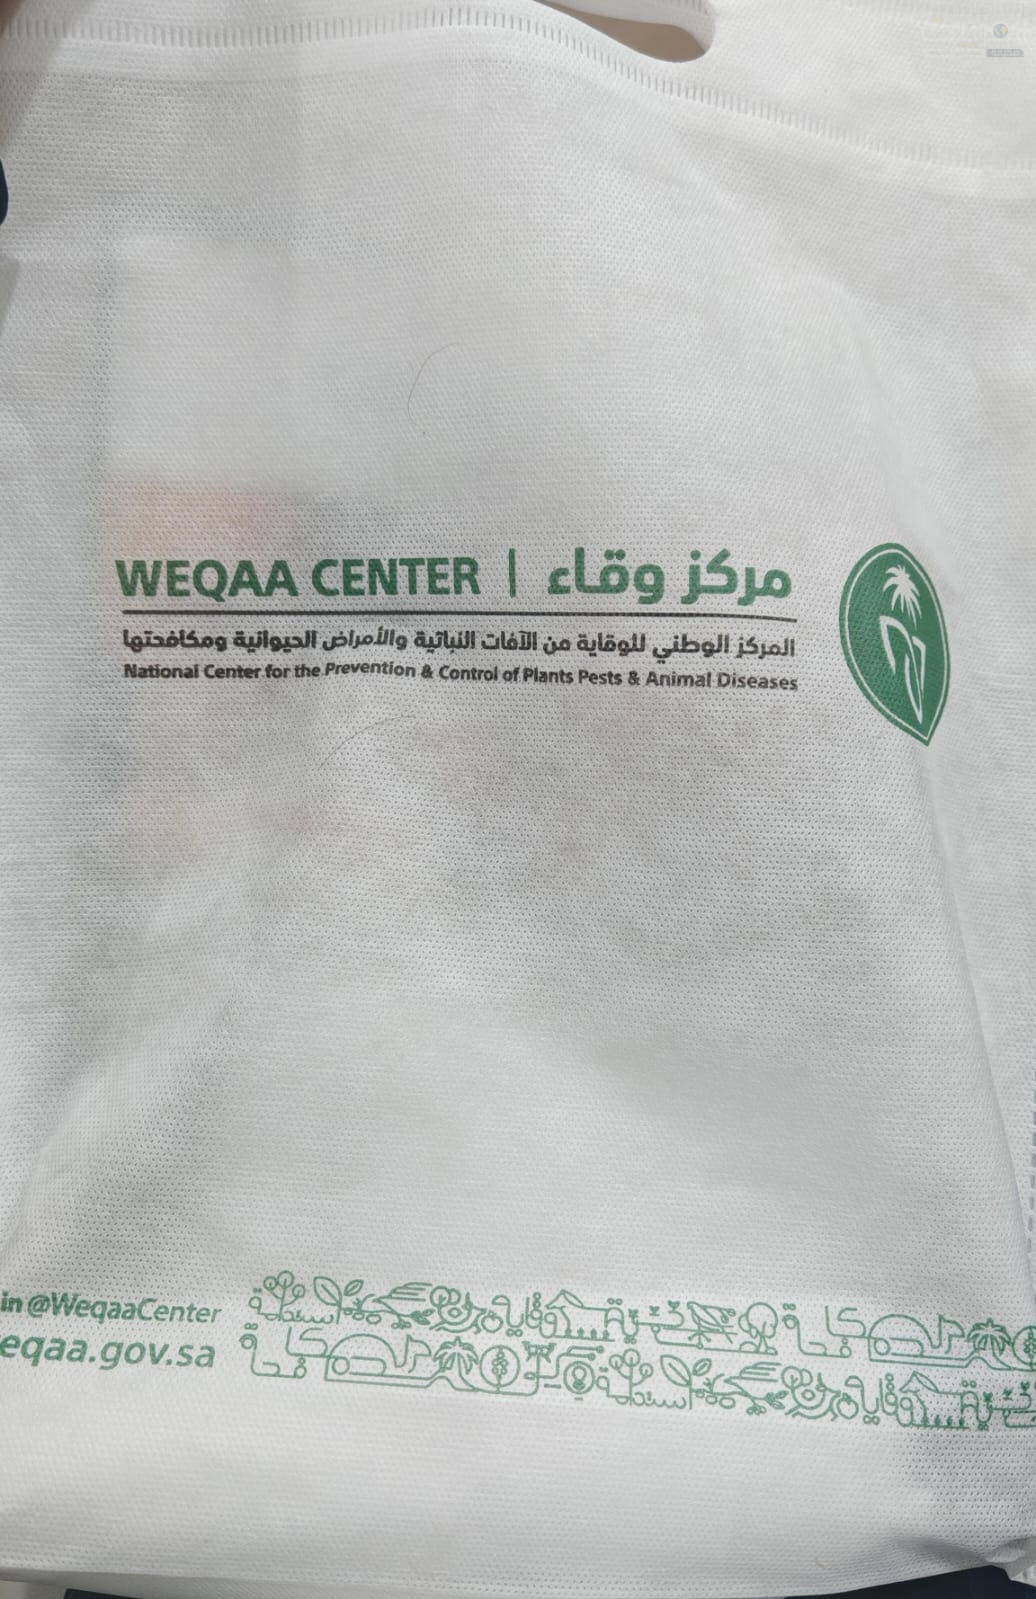 WEQAA CENTER | مركز وقاء
المركز الوطني للوقاية من الآفات النباتية والأمراض الحيوانية ومكافحتها
National Center for the Prevention & Control of Plants Pests & Animal Diseases
in @WeqaaCenter
eqaa.gov.sa